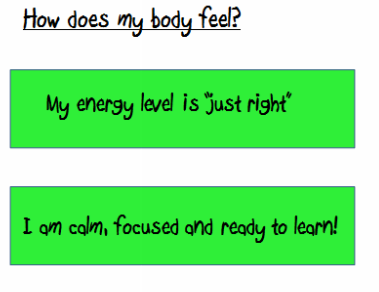 How does my body feel?
My energy level is "just right"
I am calm, focused and ready to learn!